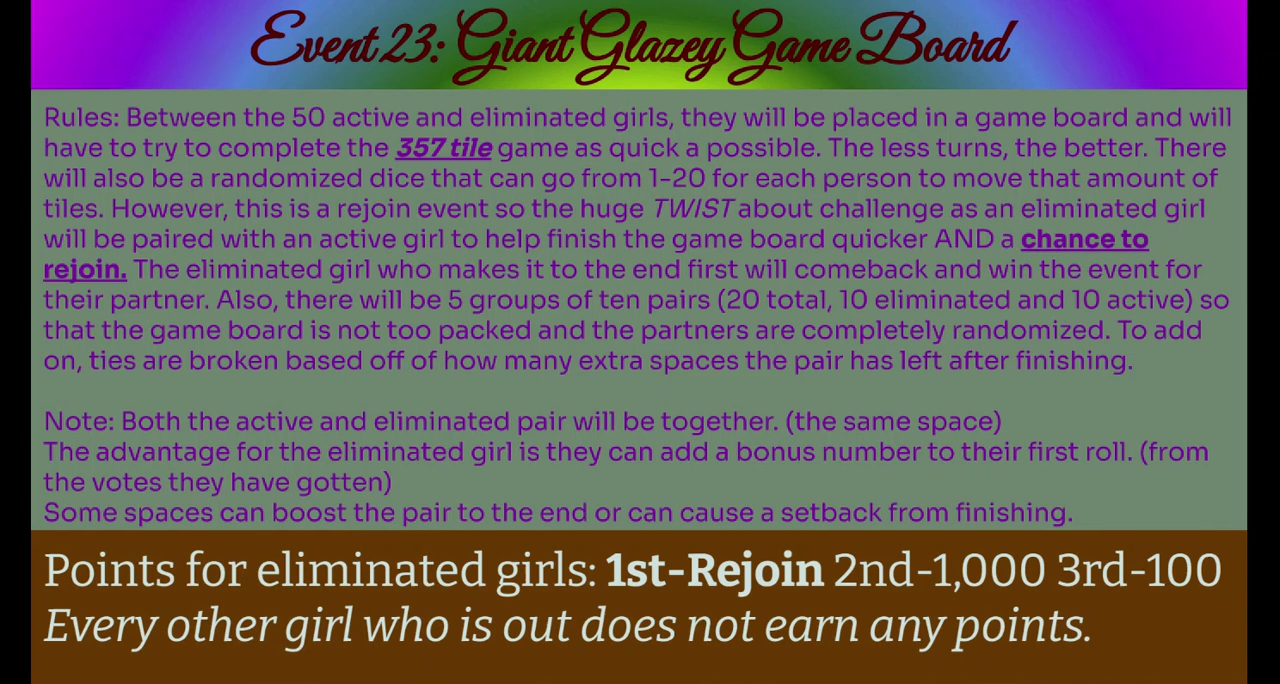 Event 23: Giant Glazey Game Board
Rules: Between the 50 active and eliminated girls, they will be placed in a game board and will
have to try to complete the 357 tile game as quick a possible. The less turns, the better. There
will also be a randomized dice that can go from 1-20 for each person to move that amount of
tiles. However, this is a rejoin event so the huge TWIST about challenge as an eliminated girl
will be paired with an active girl to help finish the game board quicker AND a chance to
rejoin. The eliminated girl who makes it to the end first will comeback and win the event for
their partner. Also, there will be 5 groups of ten pairs (20 total, 10 eliminated and 10 active) so
that the game board is not too packed and the partners are completely randomized. To add
on, ties are broken based off of how many extra spaces the pair has left after finishing.
Note: Both the active and eliminated pair will be together. (the same space)
The advantage for the eliminated girl is they can add a bonus number to their first roll. (from
the votes they have gotten)
Some spaces can boost the pair to the end or can cause a setback from finishing.
Points for eliminated girls: 1st-Rejoin 2nd-1,000 3rd-100
Every other girl who is out does not earn any points.